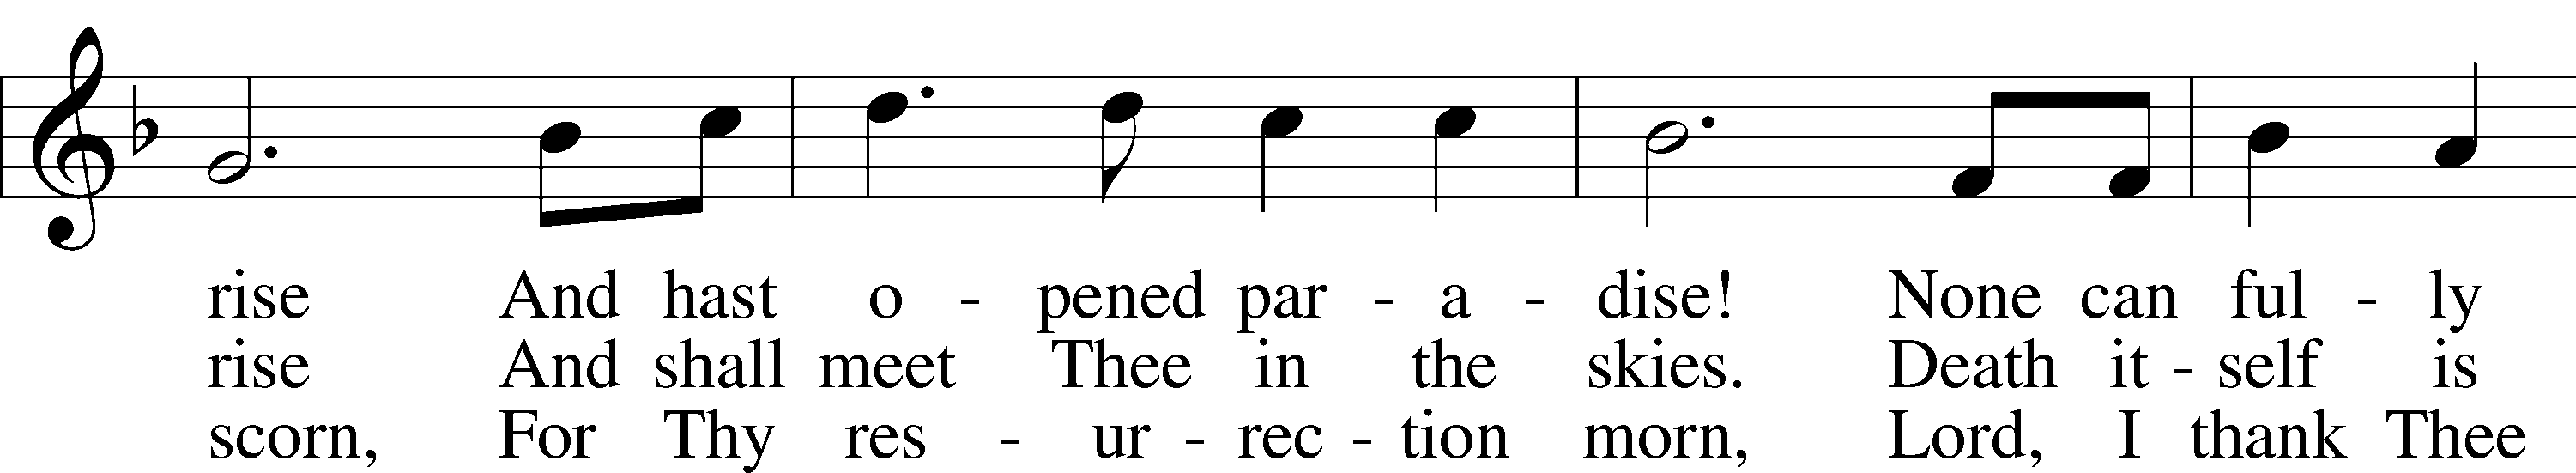 rise And hast o - pened par - a - dise! None can ful - ly
rise And shall meet Thee in the skies. Death it - self is
scorn, For Thy res - ur - rec - tion morn, Lord, I thank Thee